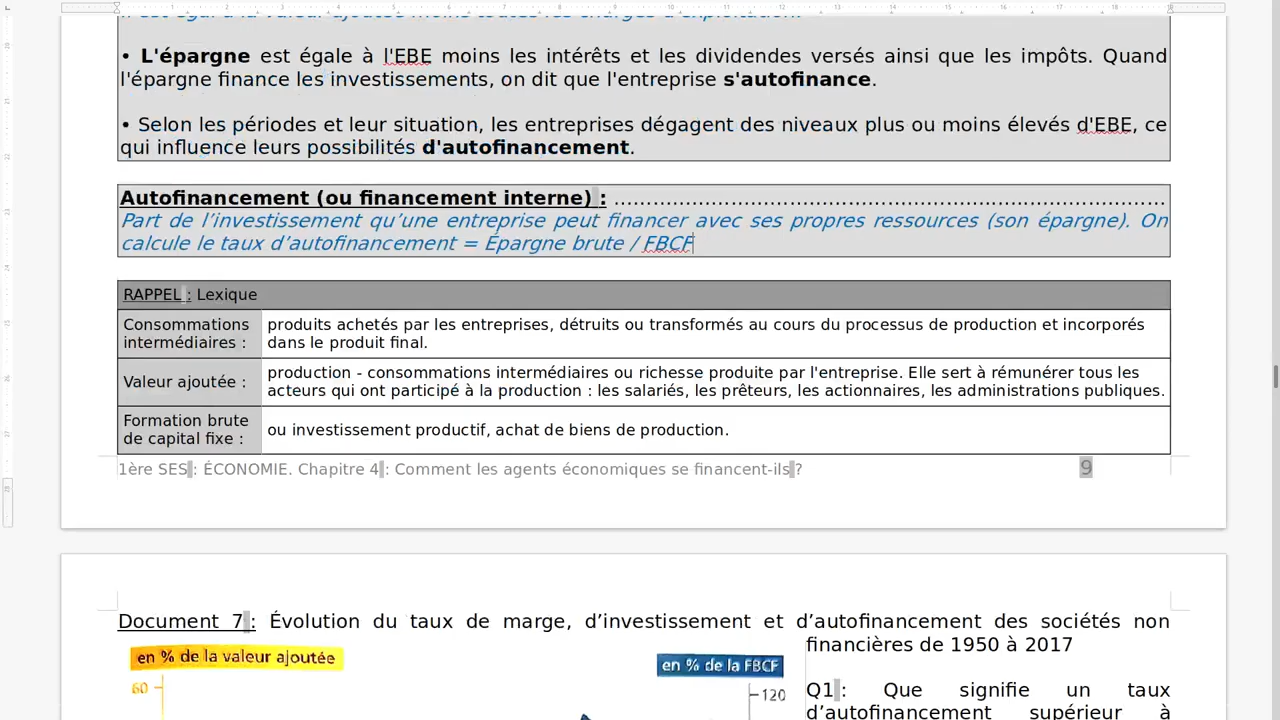 • L'épargne est égale à l'EBE moins les intérêts et les dividendes versés ainsi que les impôts. Quand
l'épargne finance les investissements, on dit que l'entreprise s'autofinance.
• Selon les périodes et leur situation, les entreprises dégagent des niveaux plus ou moins élevés d'EBE, ce
qui influence leurs possibilités d'autofinancement.
Autofinancement (ou financement interne) : ................................................................................
Part de l’investissement qu’une entreprise peut financer avec ses propres ressources (son épargne). On
calcule le taux d’autofinancement = Épargne brute / FBCF
RAPPEL : Lexique
Consommations intermédiaires : produits achetés par les entreprises, détruits ou transformés au cours du processus de production et incorporés
dans le produit final.
Valeur ajoutée : production - consommations intermédiaires ou richesse produite par l'entreprise. Elle sert à rémunérer tous les
acteurs qui ont participé à la production : les salariés, les prêteurs, les actionnaires, les administrations publiques.
Formation brute de capital fixe : ou investissement productif, achat de biens de production.
1ère SES : ÉCONOMIE. Chapitre 4 : Comment les agents économiques se financent-ils ? 9
Document 7 : Évolution du taux de marge, d’investissement et d’autofinancement des sociétés non
financières de 1950 à 2017
en % de la valeur ajoutée
en % de la FBCF
60
120
Q1 : Que signifie un taux
d’autofinancement supérieur à